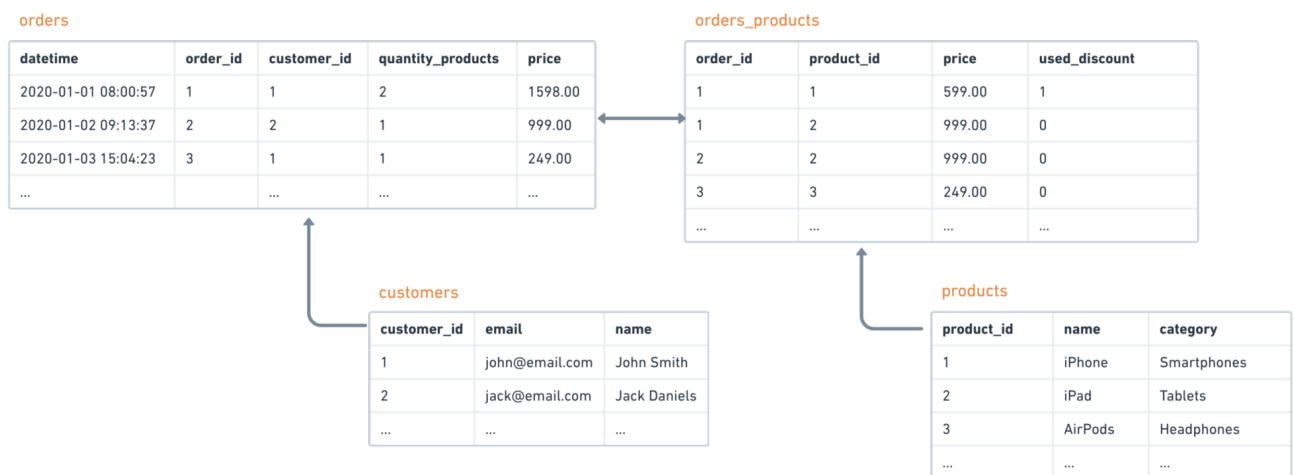 orders
datetime order_id customer_id quantity_products price
2020-01-01 08:00:57 1 1 2 1598.00
2020-01-02 09:13:37 2 2 1 999.00
2020-01-03 15:04:23 3 1 1 249.00
... ... ... ...
orders_products
order_id product_id price used_discount
1 1 599.00 1
1 2 999.00 0
2 2 999.00 0
3 3 249.00 0
... ... ... ...
customers
customer_id email name
1 john@email.com John Smith
2 jack@email.com Jack Daniels
... ... ...
products
product_id name category
1 iPhone Smartphones
2 iPad Tablets
3 AirPods Headphones
... ... ...